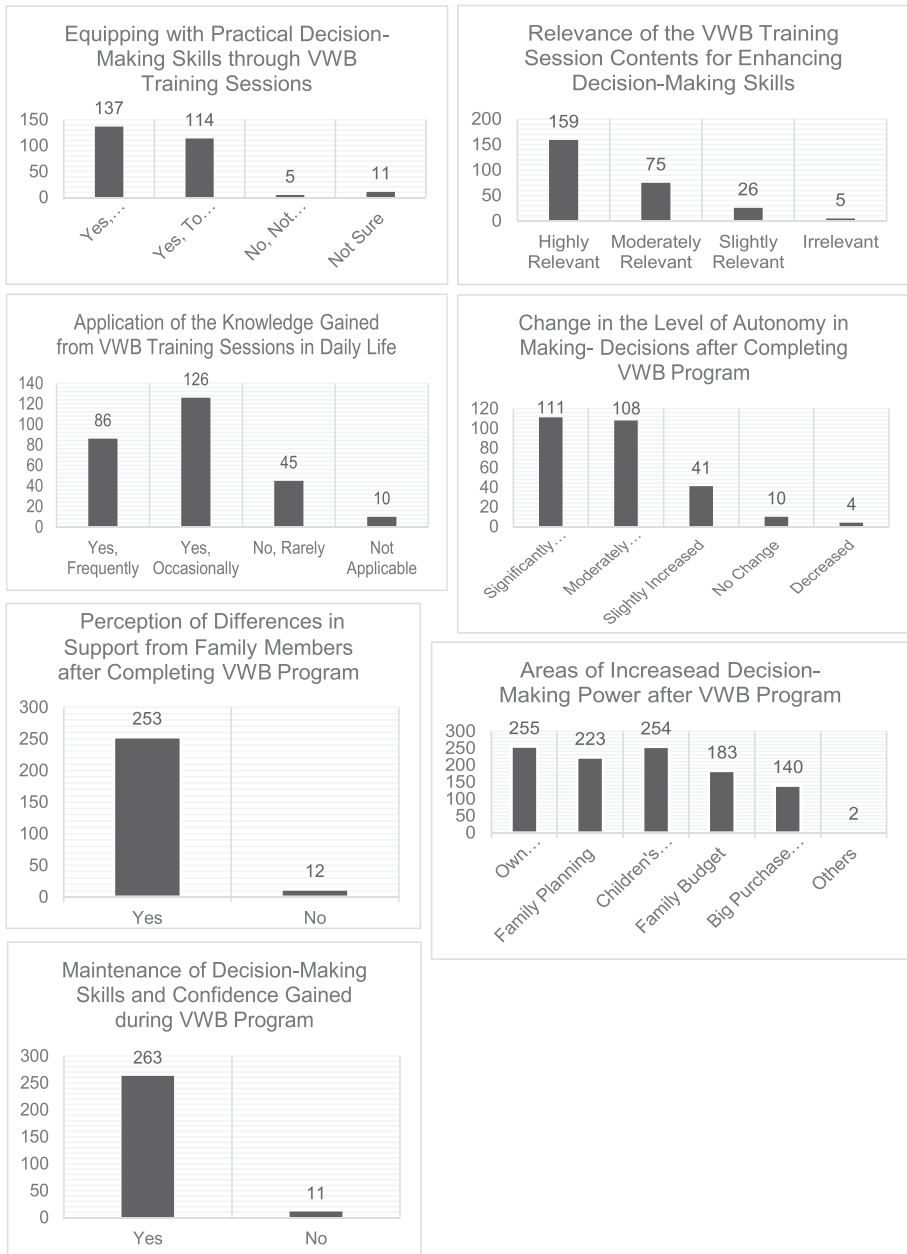 Equipping with Practical Decision-
Making Skills through VWB
Training Sessions
150
100
50
0
137
114
5
11
Yes,...
Yes, To...
No, Not...
Not Sure
Relevance of the VWB Training
Session Contents for Enhancing
Decision-Making Skills
200
150
100
50
0
159
75
26
5
Highly
Relevant
Moderately
Relevant
Slightly
Relevant
Irrelevant
Application of the Knowledge Gained
from VWB Training Sessions in Daily Life
140
120
100
80
60
40
20
0
86
126
45
10
Yes,
Frequently
Yes,
Occasionally
No, Rarely
Not
Applicable
Change in the Level of Autonomy in
Making- Decisions after Completing
VWB Program
120
100
80
60
40
20
0
111
108
41
10
4
Significantly...
Moderately...
Slightly Increased
No Change
Decreased
Perception of Differences in
Support from Family Members
after Completing VWB Program
300
250
200
150
100
50
0
253
12
Yes
No
Areas of Increasead Decision-
Making Power after VWB Program
300
250
200
150
100
50
0
255
223
254
183
140
2
Own...
Family Planning
Children's...
Family Budget
Big Purchase...
Others
Maintenance of Decision-Making
Skills and Confidence Gained
during VWB Program
300
250
200
150
100
50
0
263
11
Yes
No